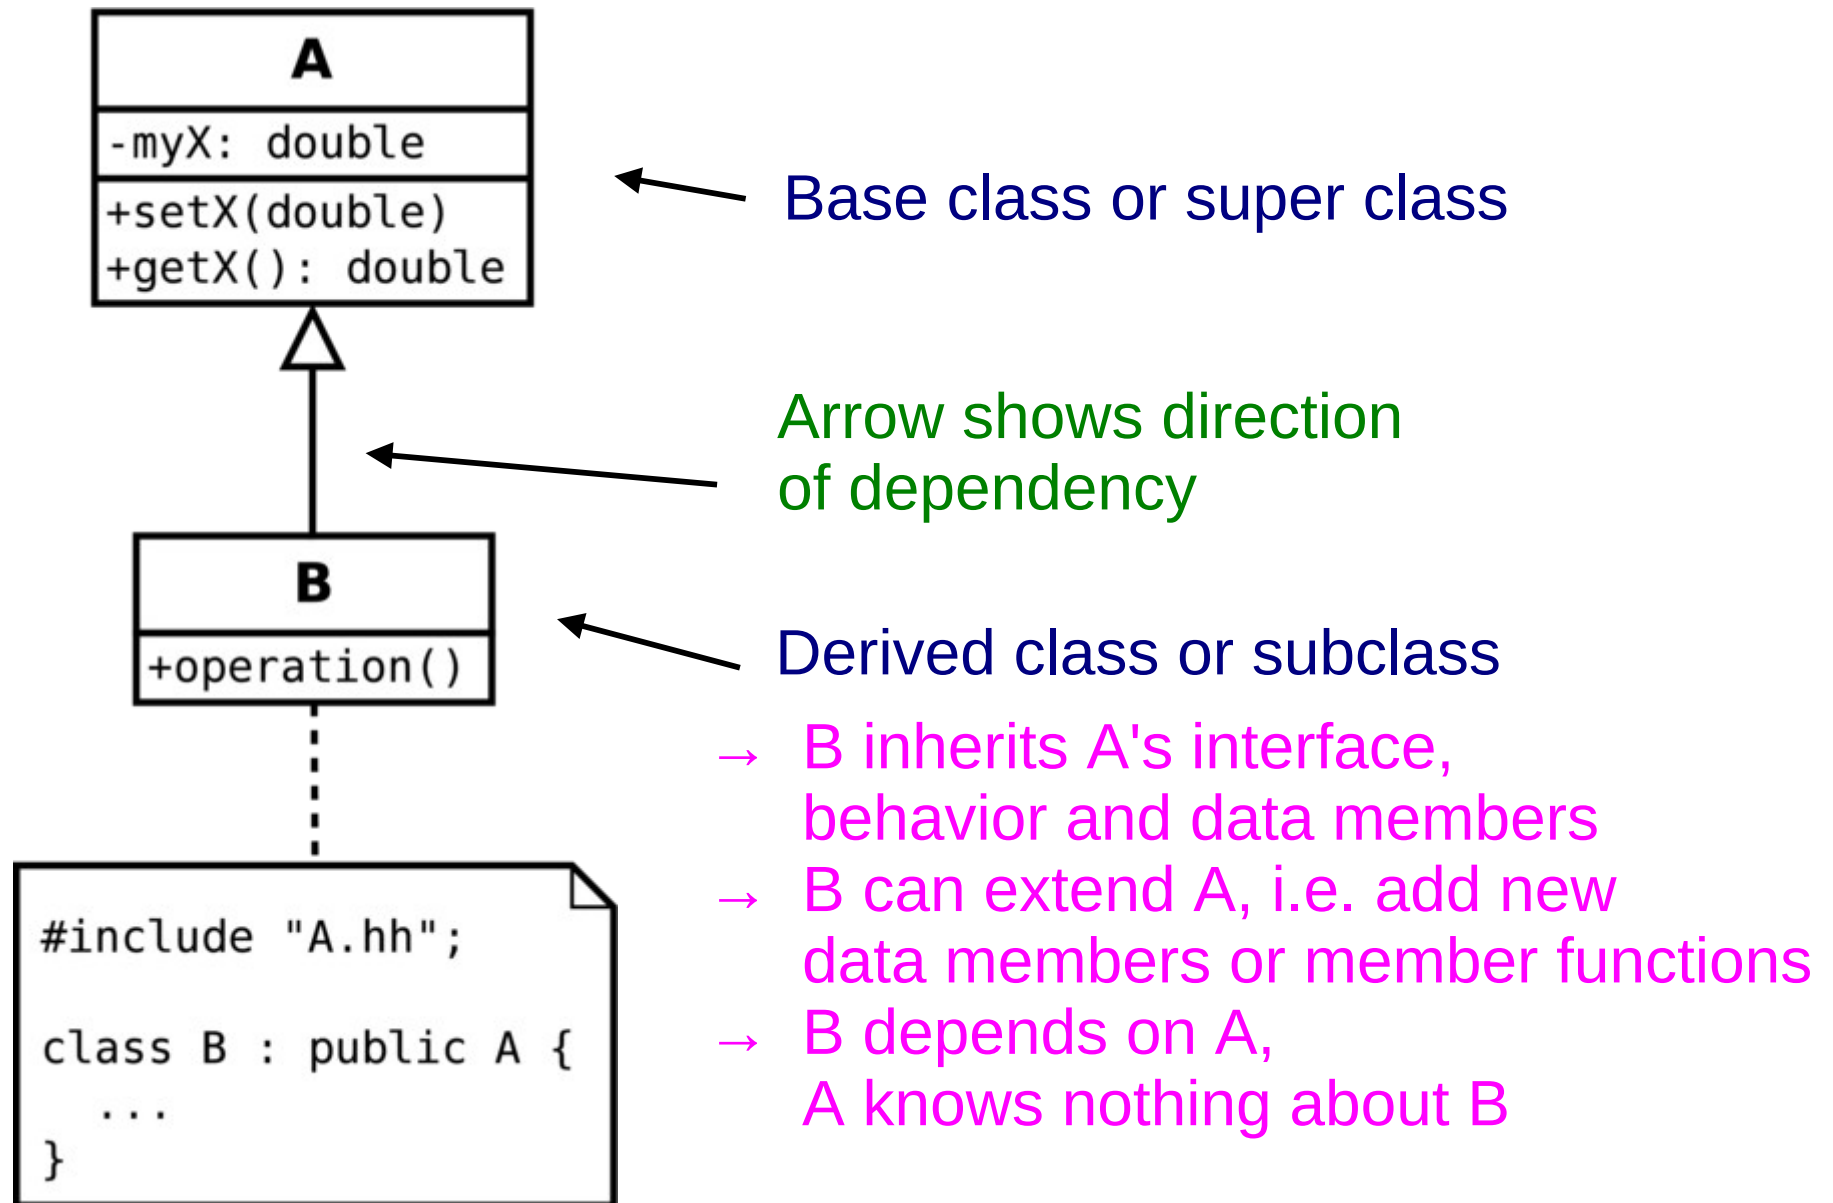 A
-myX: double
+setX(double)
+getX(): double
Base class or super class
Arrow shows direction
of dependency
B
+operation()
Derived class or subclass
→ B inherits A's interface,
behavior and data members
→ B can extend A, i.e. add new
data members or member functions
→ B depends on A,
A knows nothing about B
#include "A.hh";
class B : public A {
...
}